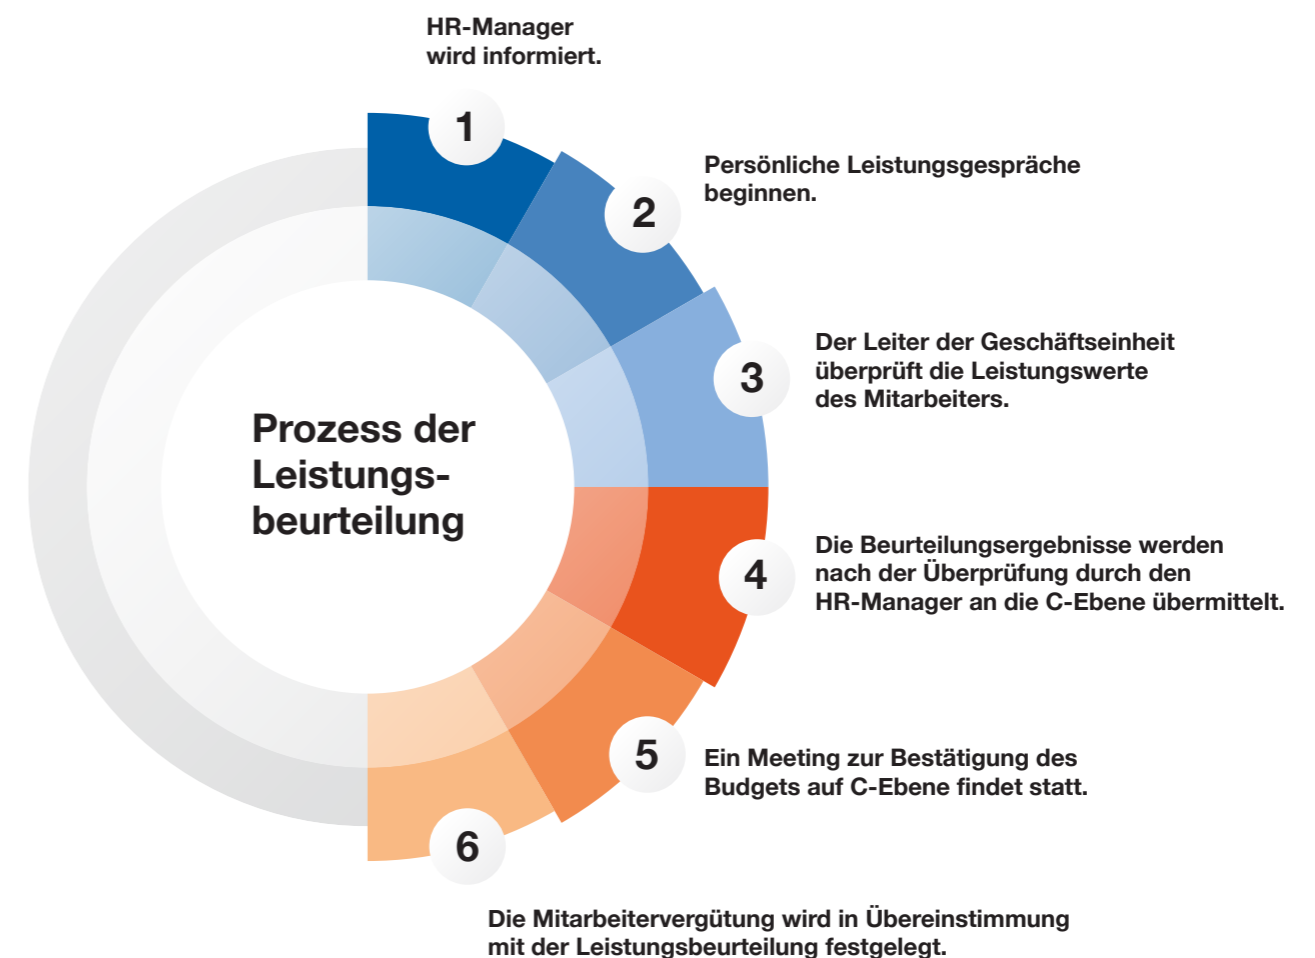 HR-Manager
wird informiert.
1
Persönliche Leistungsgespräche
beginnen.
2
Der Leiter der Geschäftseinheit
überprüft die Leistungswerte
des Mitarbeiters.
3
Prozess der
Leistungs-
beurteilung
Die Beurteilungsergebnisse werden
nach der Überprüfung durch den
HR-Manager an die C-Ebene übermittelt.
4
Ein Meeting zur Bestätigung des
Budgets auf C-Ebene findet statt.
5
6
Die Mitarbeitervergütung wird in Übereinstimmung
mit der Leistungsbeurteilung festgelegt.